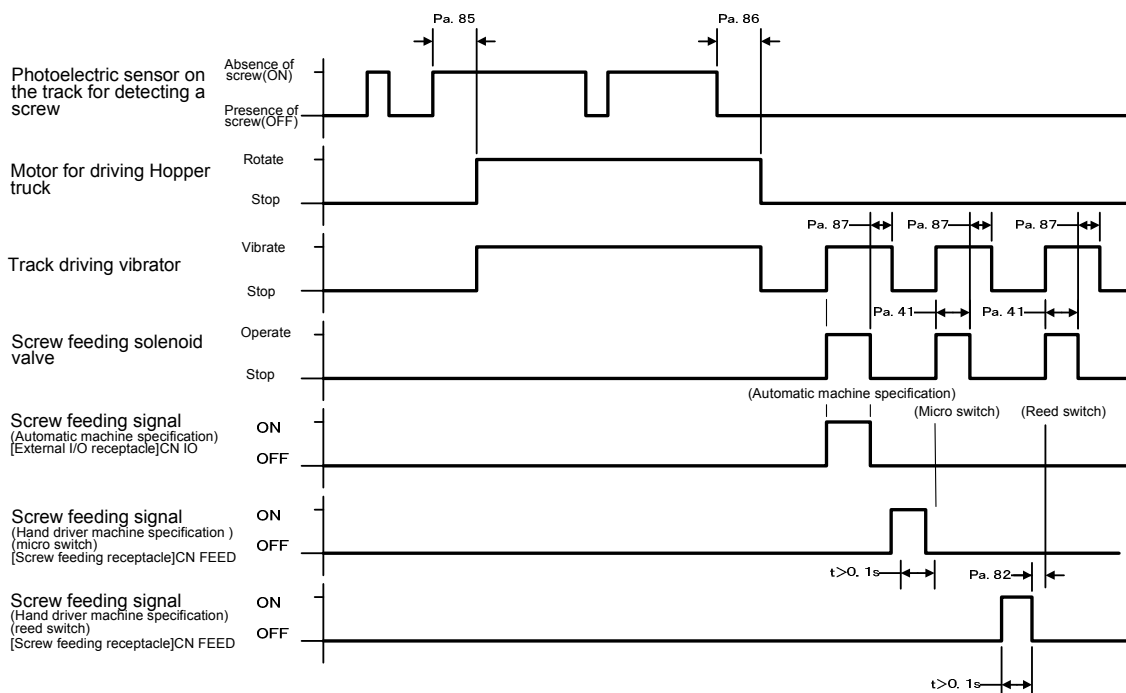 Pa. 85
Pa. 86
Photoelectric sensor on
the track for detecting a
screw
Absence of
screw(ON)
Presence of
screw(OFF)
Motor for driving Hopper
truck
Rotate
Stop
Pa. 87
Pa. 87
Pa. 87
Track driving vibrator
Vibrate
Stop
Pa. 41
Pa. 41
Screw feeding solenoid
valve
Operate
Stop
(Automatic machine specification)
(Micro switch)
(Reed switch)
Screw feeding signal
(Automatic machine specification)
[External I/O receptacle]CN IO
ON
OFF
Screw feeding signal
(Hand driver machine specification )
(micro switch)
[Screw feeding receptacle]CN FEED
ON
OFF
t>0. 1s
Pa. 82
Screw feeding signal
(Hand driver machine specification)
(reed switch)
[Screw feeding receptacle]CN FEED
ON
OFF
t>0. 1s